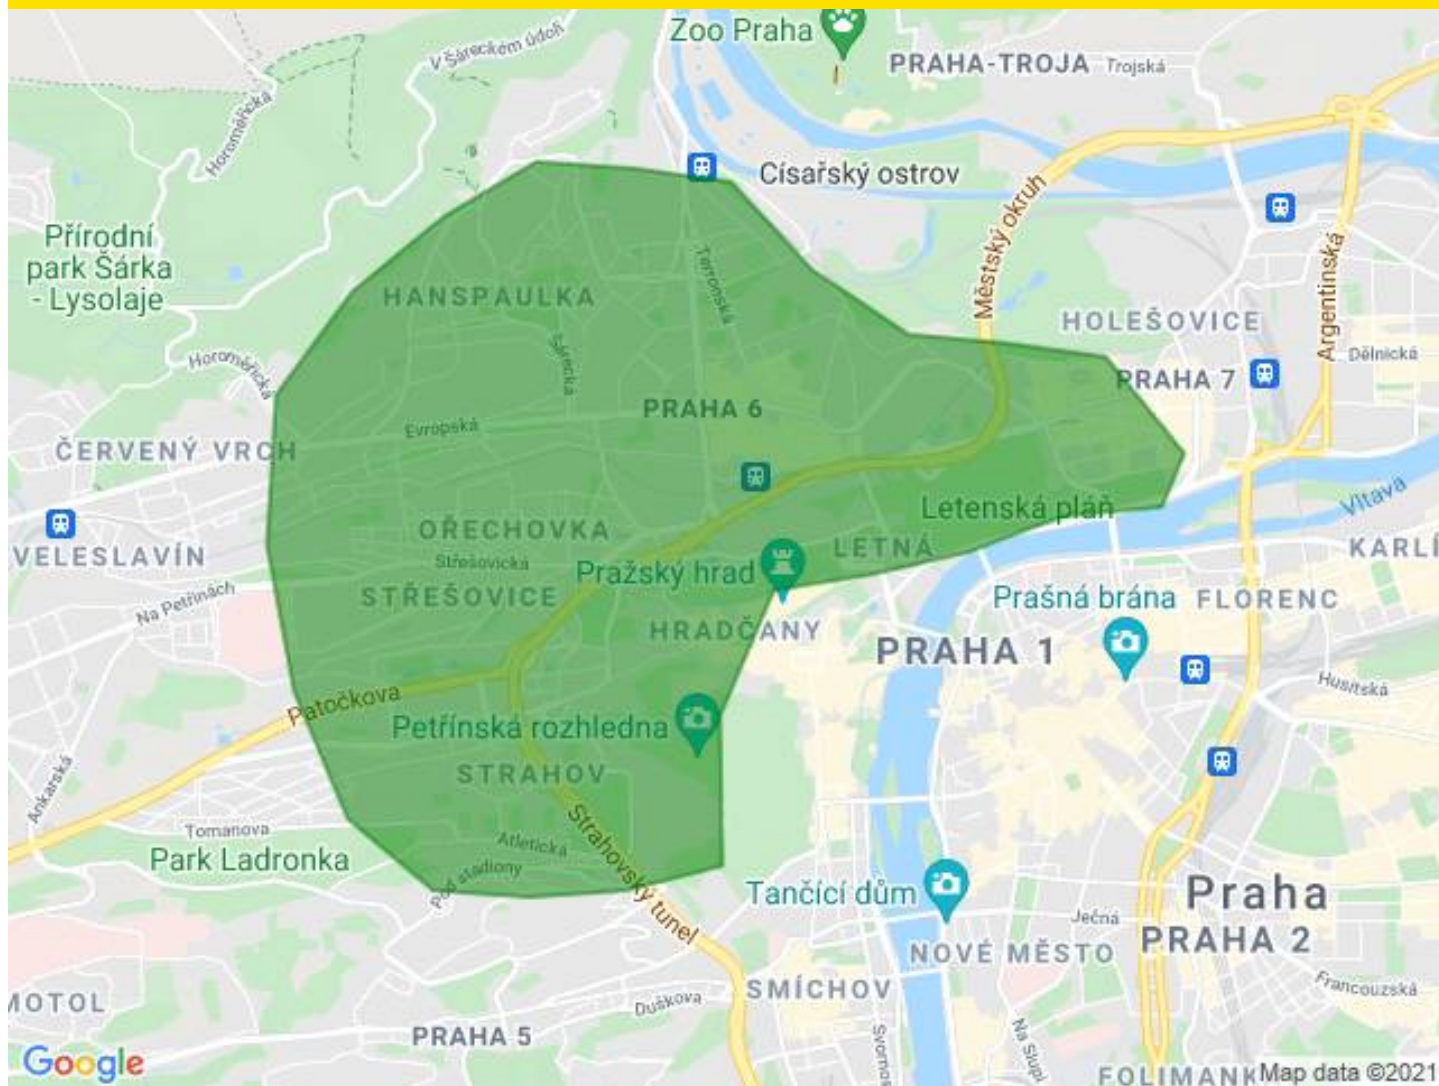 Zoo Praha
V Šáreckém údolí
PRAHA-TROJA
Trojská
Horoměřická
Císařský ostrov
Městský okruh
Přírodní
park Šárka
- Lysolaje
HANSPAULKA
Terronská
Argentinská
HOLEŠOVICE
Dělnická
Horoměřická
Šárecká
PRAHA 7
PRAHA 6
Evropská
ČERVENÝ VRCH
Letenská pláň
Vltava
OŘECHOVKA
VELESLAVÍN
Střešovická
LETNÁ
KARLÍ
Pražský hrad
Na Petřinách
STŘEŠOVICE
Prašná brána
FLORENC
HRADČANY
PRAHA 1
Husitská
Patočkova
Petřínská rozhledna
STRAHOV
Ankarská
Tomanova
Atletická
Strahovský tunel
Park Ladronka
Pod stadiony
Tančící dům
Praha
Ječná
NOVÉ MĚSTO
PRAHA 2
SMÍCHOV
Francouzská
MOTOL
Duškova
PRAHA 5
Na Slupi
Svornos
Google
FOLIMANK
Map data ©2021